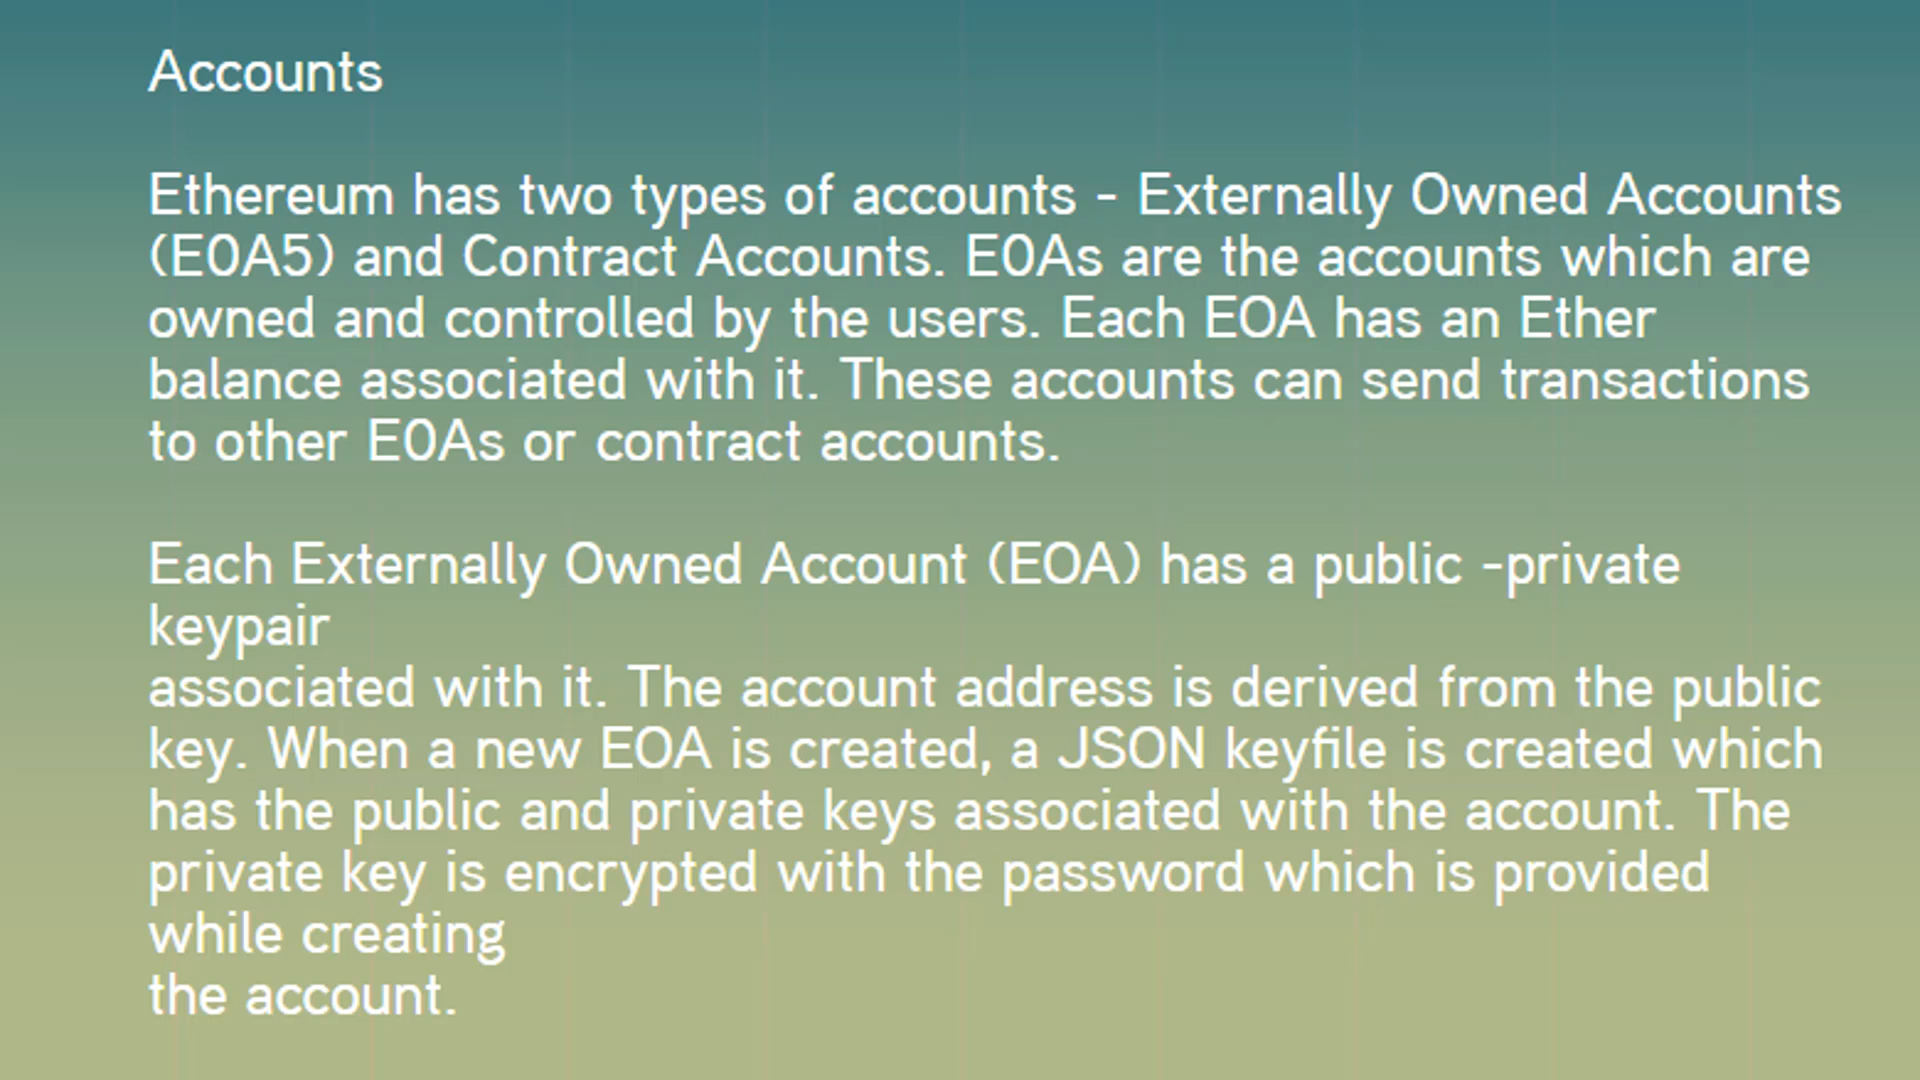 Accounts
Ethereum has two types of accounts - Externally Owned Accounts
(E0A5) and Contract Accounts. E0As are the accounts which are
owned and controlled by the users. Each EOA has an Ether
balance associated with it. These accounts can send transactions
to other E0As or contract accounts.
Each Externally Owned Account (EOA) has a public -private
keypair
associated with it. The account address is derived from the public
key. When a new EOA is created, a JSON keyfile is created which
has the public and private keys associated with the account. The
private key is encrypted with the password which is provided
while creating
the account.